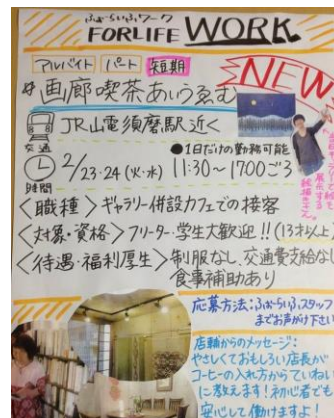 ふぉーらいふワーク
FORLIFE WORK
アルバイト パート 短期
NEW
#画廊喫茶あいうゑむ
交通 JR山電須磨駅近く
●1日だけの勤務可能
時間 2/23・24(火・水) 11:30〜17:00ごろ
〈職種〉ギャラリー併設カフェでの接客
〈対象・資格〉フリーター・学生大歓迎!!(13才以上)
〈待遇・福利厚生〉制服なし、交通費支給なし
食事補助あり
応募方法:ふぉーらいふスタッフ
までお声がけ下さい
店員からのメッセージ:
やさしくておもしろい店長が
コーヒーの入れ方からていねい
に教えます!初心者でも
安心して働けますよ!